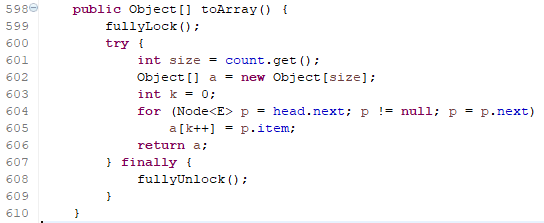 598 public Object[] toArray() {
599 fullyLock();
600 try {
601 int size = count.get();
602 Object[] a = new Object[size];
603 int k = 0;
604 for (Node<E> p = head.next; p != null; p = p.next)
605 a[k++] = p.item;
606 return a;
607 } finally {
608 fullyUnlock();
609 }
610 }